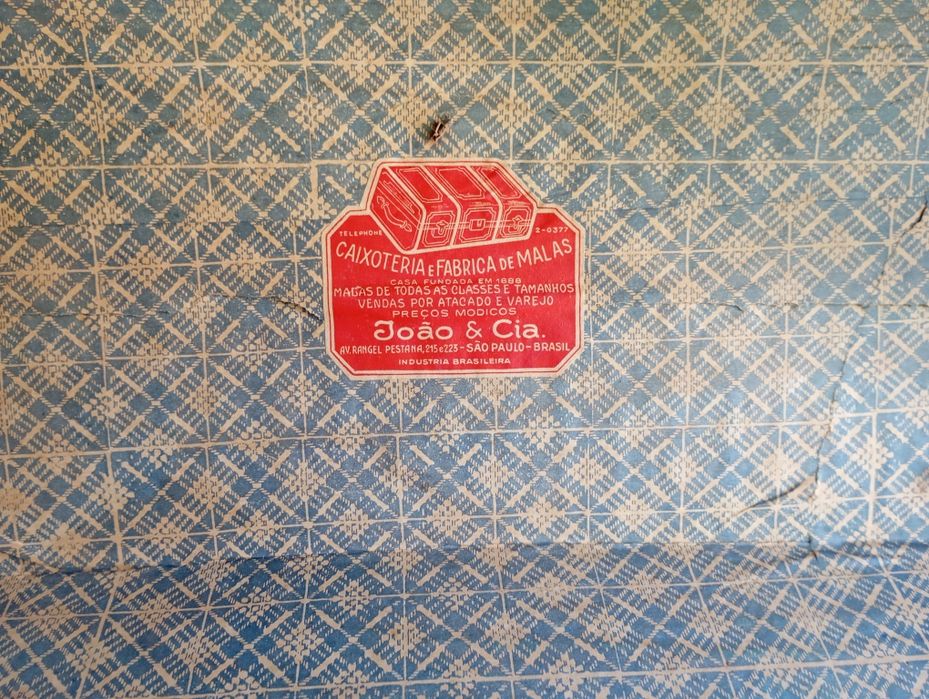 TELEPHONE 2-0377
CAIXOTERIA E FABRICA DE MALAS
CASA FUNDADA EM 1888
MALAS DE TODAS AS CLASSES E TAMANHOS
VENDAS POR ATACADO E VAREJO
PREÇOS MODICOS
João & Cia.
AV. RANGEL PESTANA, 215 e 223 - SÃO PAULO - BRASIL
INDUSTRIA BRASILEIRA